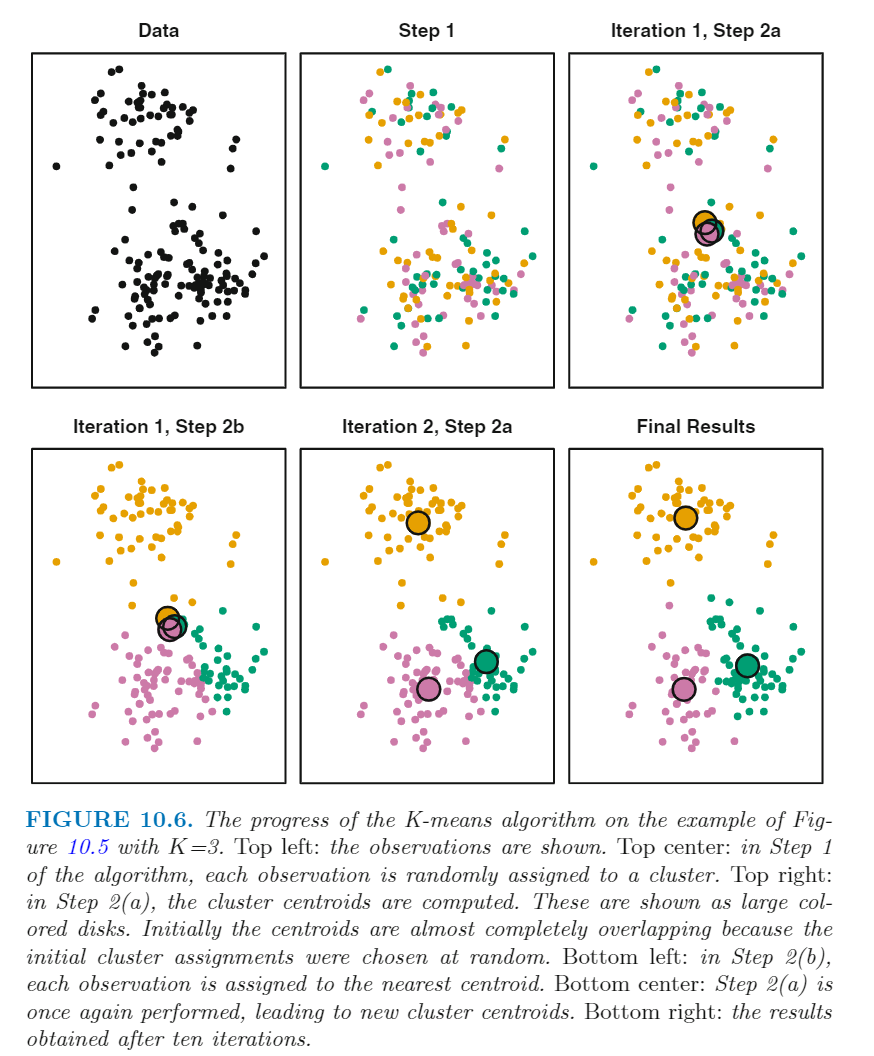 Data
Step 1
Iteration 1, Step 2a
Iteration 1, Step 2b
Iteration 2, Step 2a
Final Results
FIGURE 10.6. The progress of the K-means algorithm on the example of Fig-
ure 10.5 with K=3. Top left: the observations are shown. Top center: in Step 1
of the algorithm, each observation is randomly assigned to a cluster. Top right:
in Step 2(a), the cluster centroids are computed. These are shown as large col-
ored disks. Initially the centroids are almost completely overlapping because the
initial cluster assignments were chosen at random. Bottom left: in Step 2(b),
each observation is assigned to the nearest centroid. Bottom center: Step 2(a) is
once again performed, leading to new cluster centroids. Bottom right: the results
obtained after ten iterations.